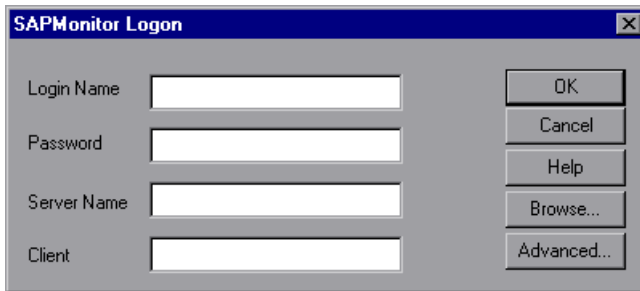 SAPMonitor Logon
Login Name
OK
Cancel
Password
Help
Server Name
Browse...
Client
Advanced...